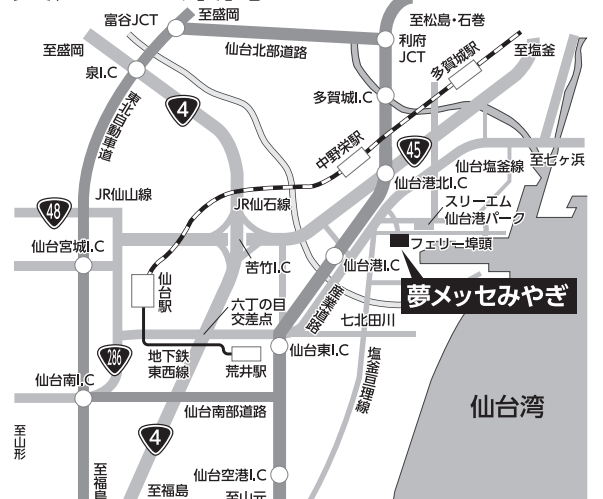 富谷JCT
至盛岡
至松島・石巻
至盛岡
仙台北部道路
利府
JCT
多賀城駅
至塩釜
泉I.C
4
多賀城I.C
東北自動車道
中野栄駅
45
仙台塩釜線
至七ヶ浜
仙台港北I.C
JR仙山線
JR仙石線
スリーエム
仙台港パーク
48
仙台宮城I.C
フェリー埠頭
苦竹I.C
仙台港I.C
仙台駅
夢メッセみやぎ
六丁の目
交差点
産業道路
七北田川
286
地下鉄
東西線
荒井駅
仙台東I.C
塩釜亘理線
仙台南I.C
仙台湾
仙台南部道路
至山形
4
仙台空港I.C
至福島
至福島
至山元